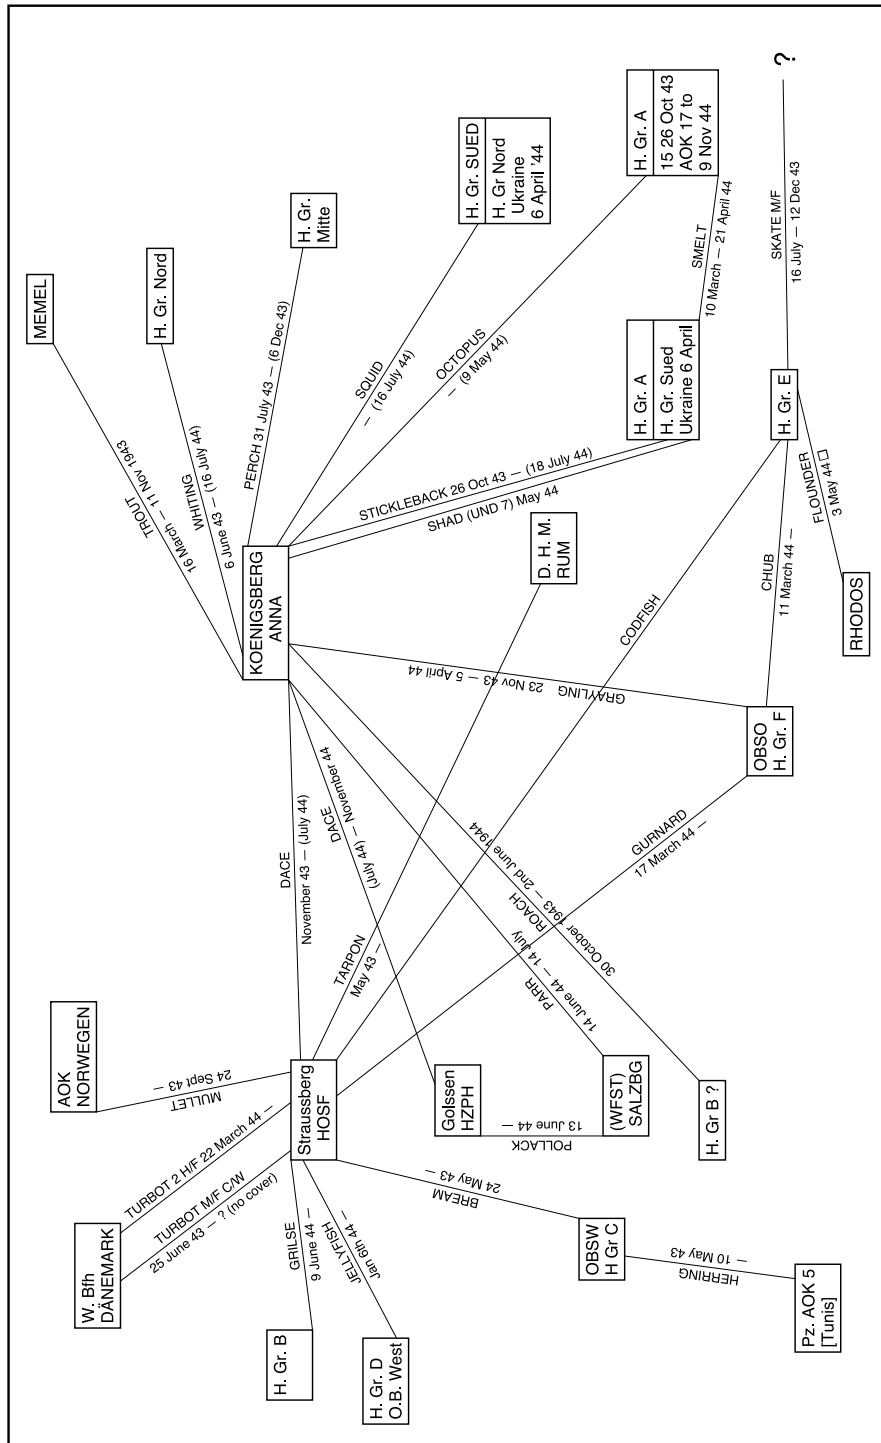 MEMEL
TROUT
16 March — 11 Nov 1943
H. Gr. Nord
WHITING
6 June 43 — (16 July 44)
H. Gr.
Mitte
PERCH 31 July 43 — (6 Dec 43)
H. Gr. SUED
H. Gr Nord
Ukraine
6 April '44
SQUID
— (16 July 44)
H. Gr. A
15 26 Oct 43
AOK 17 to
9 Nov 44
OCTOPUS
— (9 May 44)
SMELT
10 March — 21 April 44
H. Gr. A
H. Gr. Sued
Ukraine 6 April
STICKLEBACK 26 Oct 43 — (18 July 44)
SHAD (UND 7) May 44
?
SKATE M/F
16 July — 12 Dec 43
H. Gr. E
FLOUNDER
3 May 44□
RHODOS
CHUB
11 March 44 —
KOENIGSBERG
ANNA
D. H. M.
RUM
CODFISH
GRAYLING 23 Nov 43 — 5 April 44
OBSO
H. Gr. F
GURNARD
17 March 44 —
DACE
November 43 — (July 44)
DACE
(July 44) — November 44
TARPON
May 43 —
ROACH
30 October 1943 — 2nd June 1944
PARR
14 June 44 — 14 July
AOK
NORWEGEN
MULLET
24 Sept 43 —
Straussberg
HOSF
Golssen
HZPH
POLLACK
13 June 44 —
(WFST)
SALZBG
H. Gr B ?
W. Bfh
DÄNEMARK
TURBOT 2 H/F 22 March 44 —
TURBOT M/F C/W
25 June 43 — ? (no cover)
GRILSE
9 June 44 —
H. Gr. B
JELLYFISH
Jan 6th 44 —
H. Gr. D
O.B. West
BREAM
24 May 43 —
OBSW
H Gr C
HERRING
— 10 May 43
Pz. AOK 5
[Tunis]